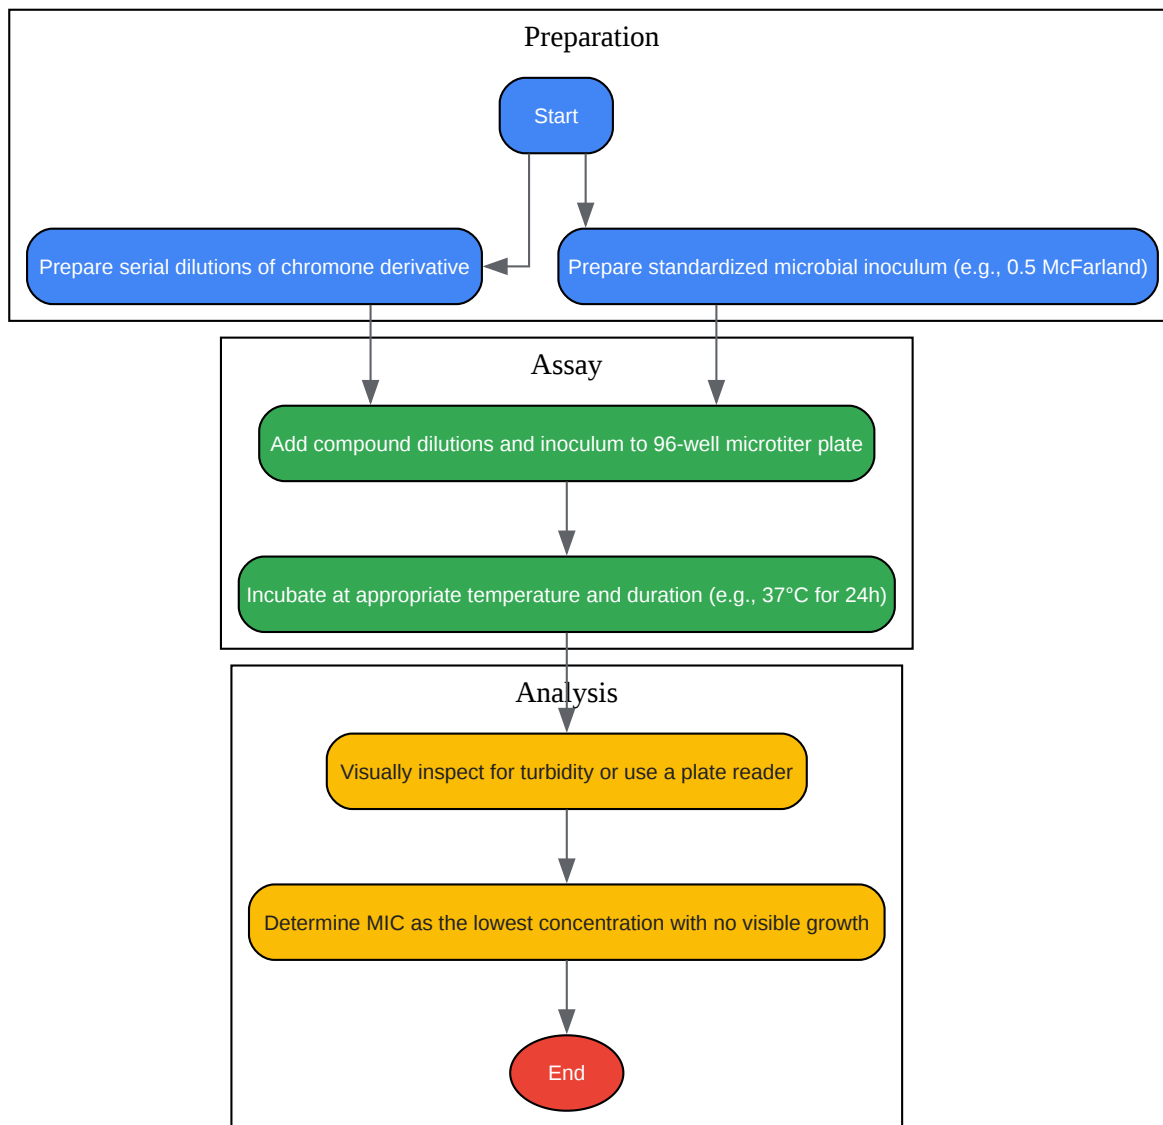 Preparation
Start
Prepare serial dilutions of chromone derivative
Prepare standardized microbial inoculum (e.g., 0.5 McFarland)
Assay
Add compound dilutions and inoculum to 96-well microtiter plate
Incubate at appropriate temperature and duration (e.g., 37°C for 24h)
Analysis
Visually inspect for turbidity or use a plate reader
Determine MIC as the lowest concentration with no visible growth
End